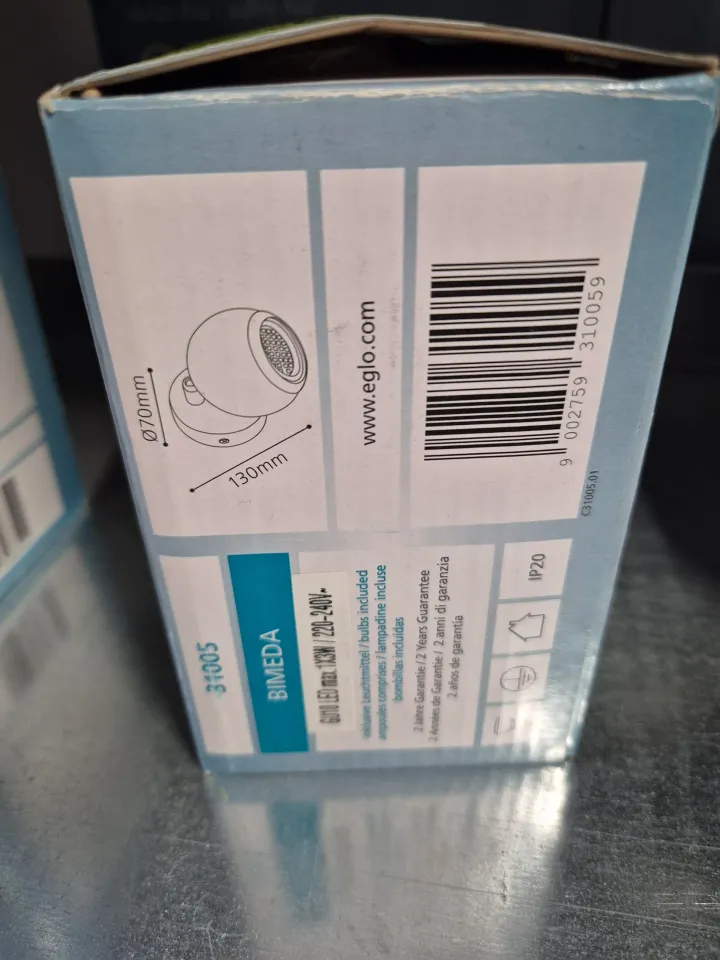 31005
BIMEDA
GU10 LED max. 1X3W / 220-240V~
Leuchtmittel / bulbs included
ampoules comprises / lampadine incluse
bombillas incluidas
2 Jahre Garantie / 2 Years Guarantee
2 Années de Garantie / 2 anni di garanzia
2 años de garantía
IP20
Ø70mm
130mm
www.eglo.com
9 002759 310059
C31005.01